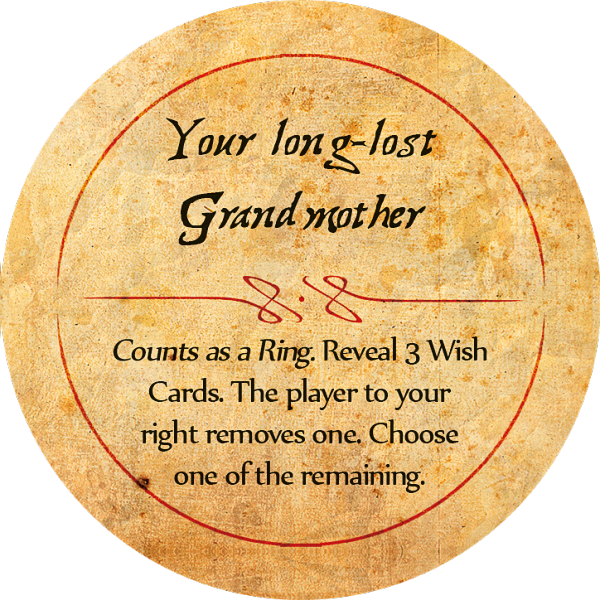 Your long-lost
Grandmother
Counts as a Ring. Reveal 3 Wish
Cards. The player to your
right removes one. Choose
one of the remaining.